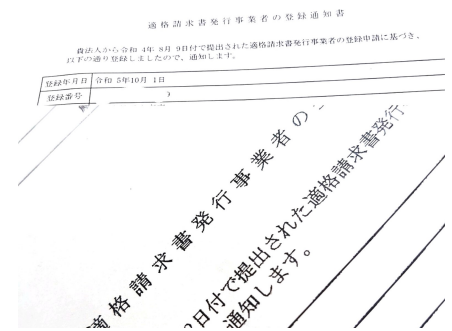 適格請求書発行事業者の登録通知書
貴法人から令和 4年 8月 9日付で提出された適格請求書発行事業者の登録申請に基づき、
以下の通り登録しましたので、通知します。
登録年月日 令和 5年10月 1日
登録番号
適格請求書発行事業者の
日付で提出された適格請求書発行
通知します。